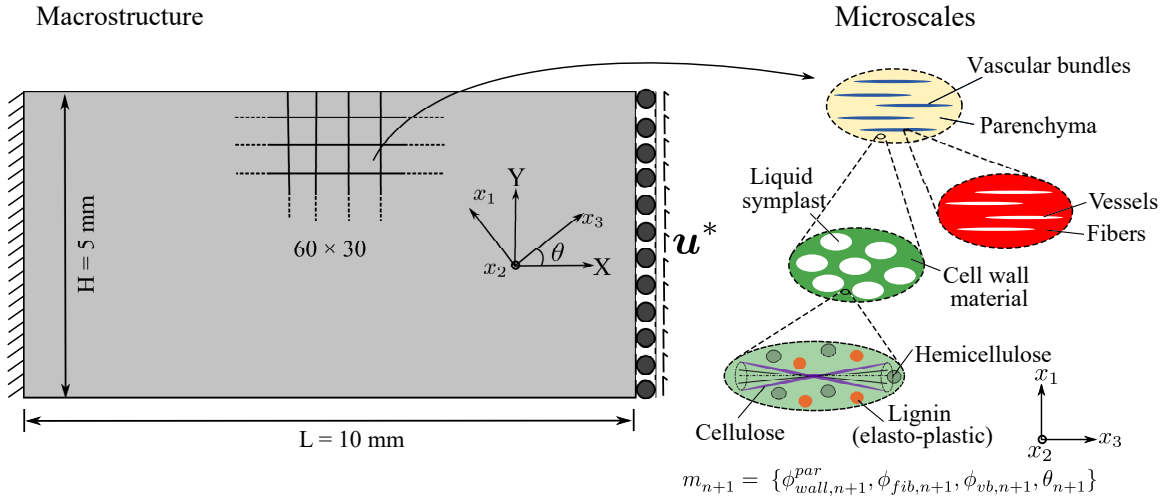 Macrostructure
Microscales
H = 5 mm
60 × 30
x₁
Y
x₃
θ
x₂
X
u*
L = 10 mm
Vascular bundles
Parenchyma
Liquid
symplast
Vessels
Fibers
Cell wall
material
Hemicellulose
Cellulose
Lignin
(elasto-plastic)
x₁
x₃
x₂
m_{n+1} = {ϕ^{par}_{wall,n+1}, ϕ_{fib,n+1}, ϕ_{vb,n+1}, θ_{n+1}}